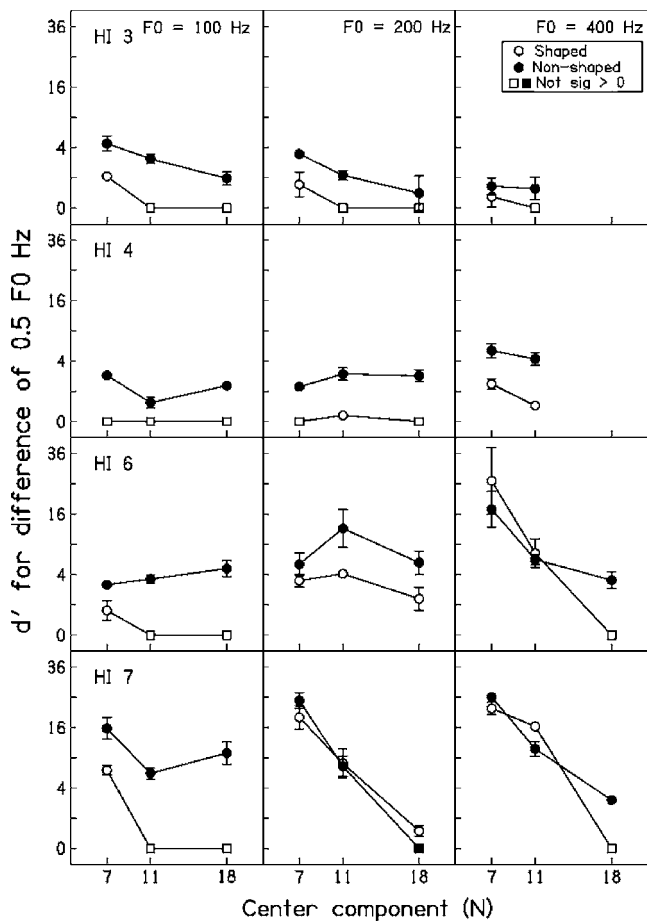 HI 3
F0 = 100 Hz
F0 = 200 Hz
F0 = 400 Hz
Shaped
Non-shaped
Not sig > 0
36
16
4
0
HI 4
36
16
4
0
HI 6
36
16
4
0
HI 7
36
16
4
0
d' for difference of 0.5 F0 Hz
7 11 18 7 11 18 7 11 18
Center component (N)